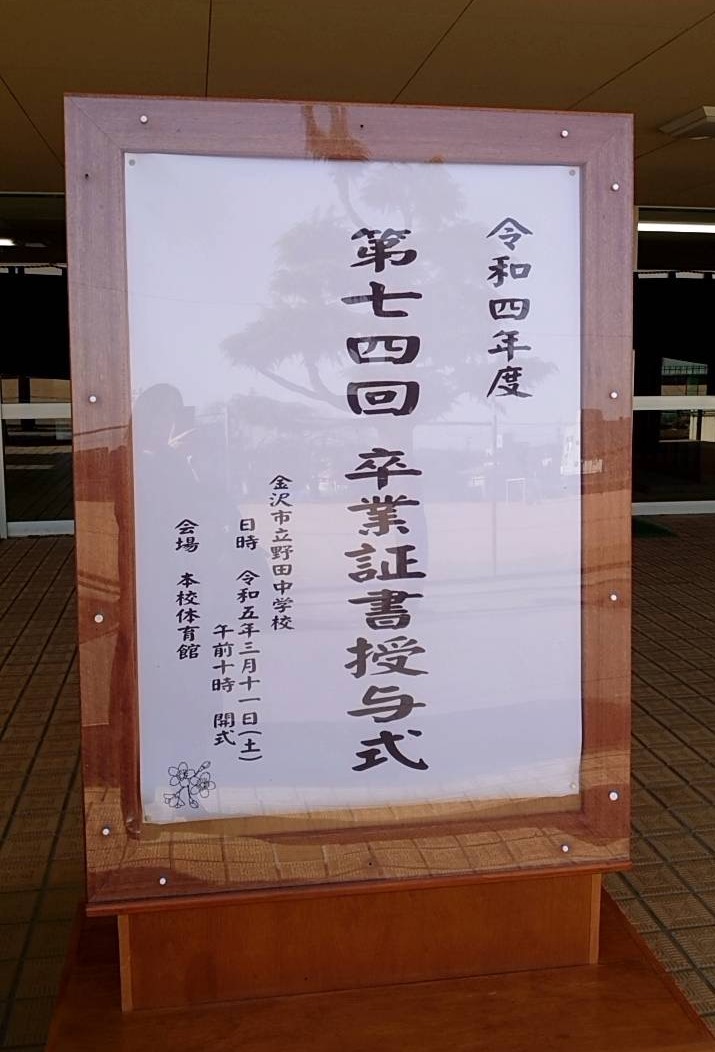 令和四年度
第七四回 卒業証書授与式
金沢市立野田中学校
日時 令和五年三月十一日(土)
午前十時 開式
会場 本校体育館